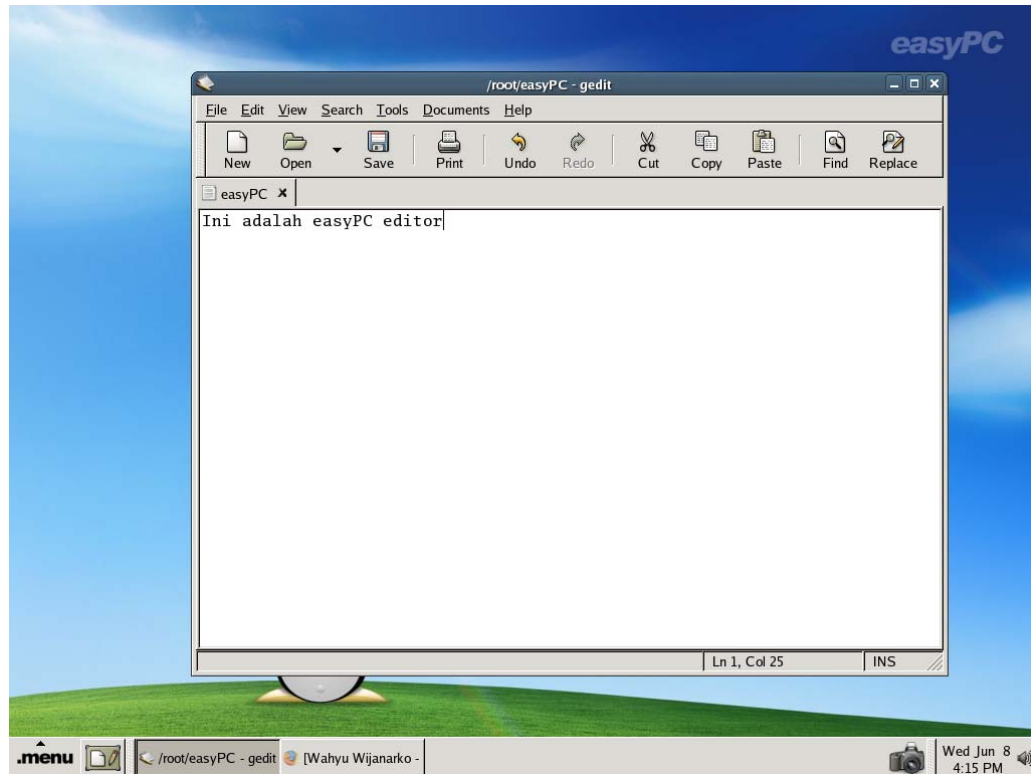 easyPC
/root/easyPC - gedit
File Edit View Search Tools Documents Help
New Open Save Print Undo Redo Cut Copy Paste Find Replace
easyPC
Ini adalah easyPC editor
Ln 1, Col 25 INS
.menu /root/easyPC - gedit [Wahyu Wijanarko - Wed Jun 8
4:15 PM